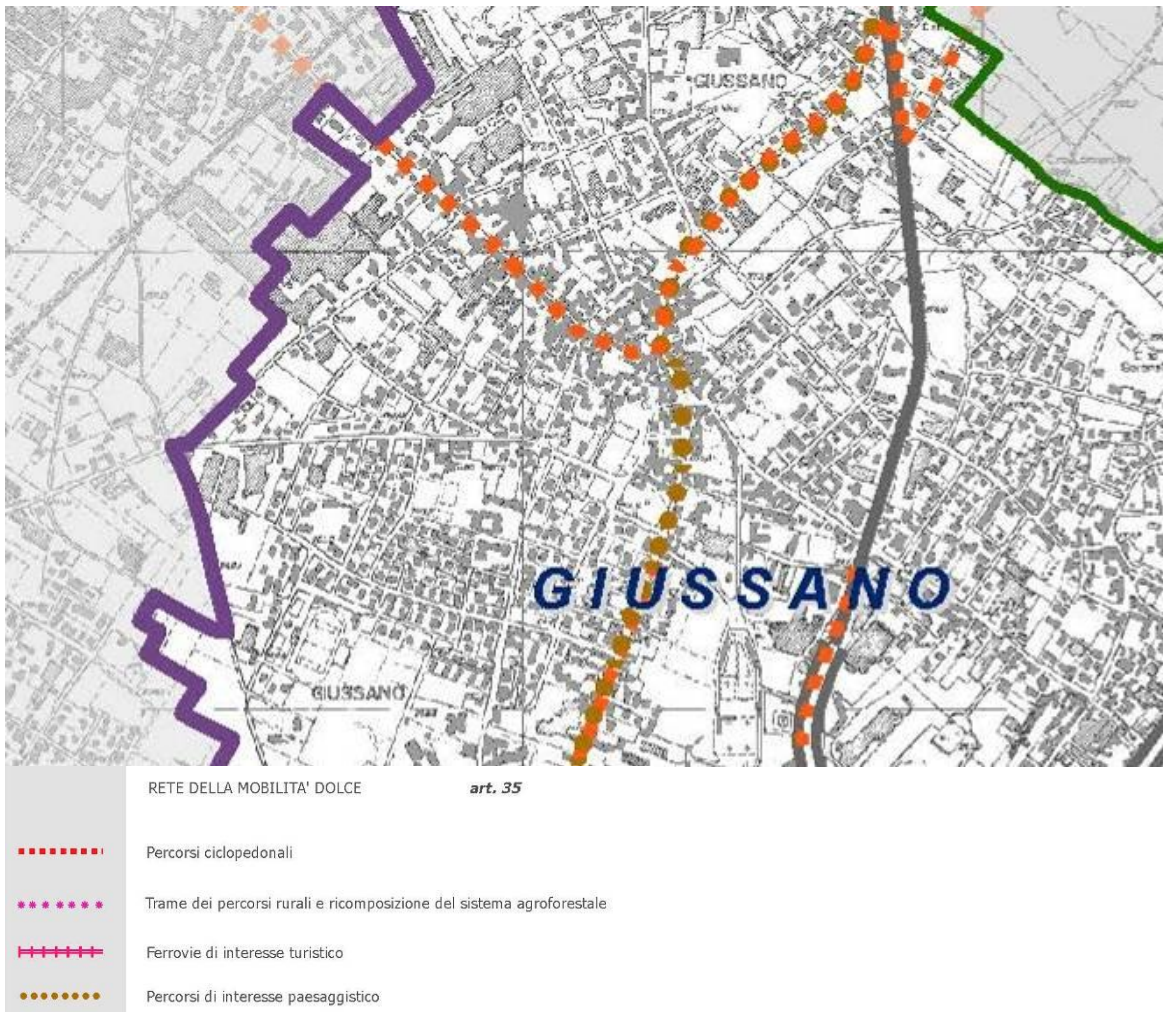 GIUSSANO
GIUSSANO
GIUSSANO
RETE DELLA MOBILITA' DOLCE art. 35
Percorsi ciclopedonali
Trame dei percorsi rurali e ricomposizione del sistema agroforestale
Ferrovie di interesse turistico
Percorsi di interesse paesaggistico